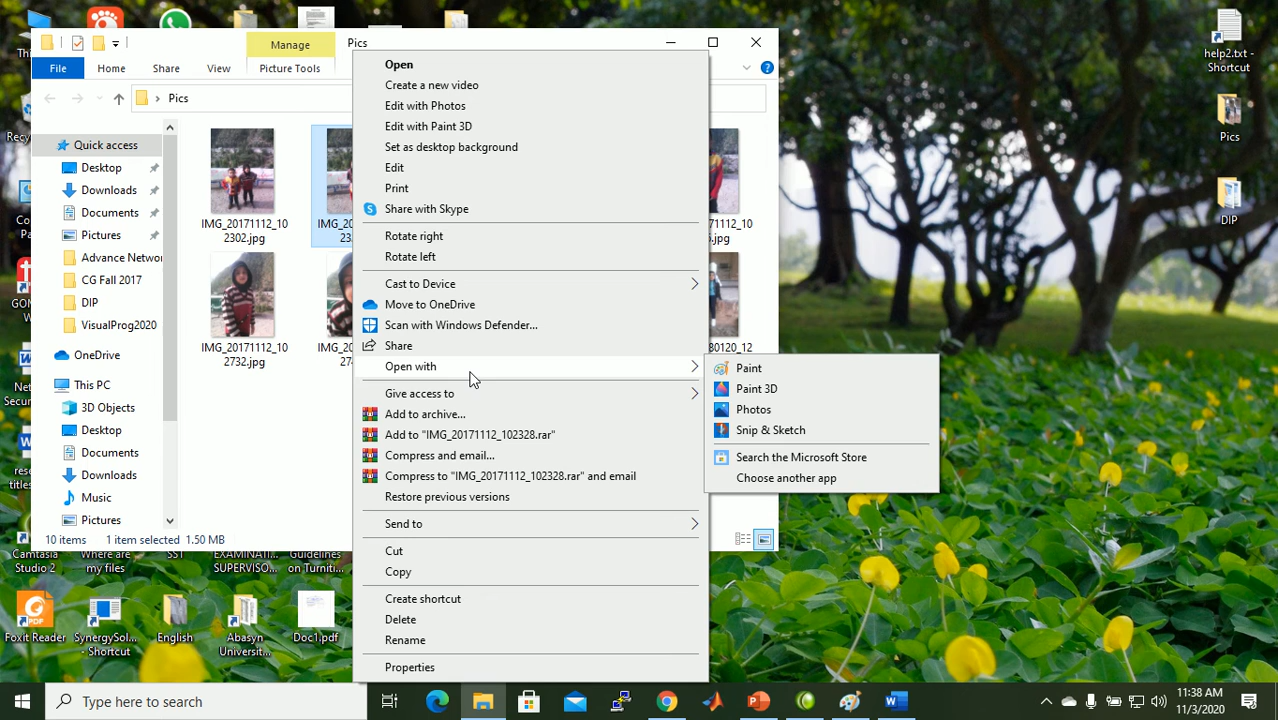 Manage
Pics
File
Home
Share
View
Picture Tools
Pics
Quick access
Desktop
Downloads
Documents
Pictures
Advance Networ
CG Fall 2017
DIP
VisualProg2020
OneDrive
This PC
3D Objects
Desktop
Documents
Music
Pictures
IMG_20171112_10
2302.jpg
IMG_20171112_10
2732.jpg
10 items
1 item selected 1.50 MB
Open
Create a new video
Edit with Photos
Edit with Paint 3D
Set as desktop background
Edit
Print
Share with Skype
Rotate right
Rotate left
Cast to Device
Move to OneDrive
Scan with Windows Defender...
Share
Open with
Give access to
Add to archive...
Add to "IMG_20171112_102328.rar"
Compress and email...
Compress to "IMG_20171112_102328.rar" and email
Restore previous versions
Send to
Cut
Copy
Create shortcut
Delete
Rename
Properties
Paint
Paint 3D
Photos
Snip & Sketch
Search the Microsoft Store
Choose another app
help2.txt -
Shortcut
Pics
DIP
Camtasia
Studio 2
Where are
my files
SST
EXAMINATI...
SUPERVISO...
Guidelines
on Turniti...
Foxit Reader
SynergySol...
- Shortcut
English
Abasyn
Universit...
Doc1.pdf
Type here to search
11:38 AM
11/3/2020